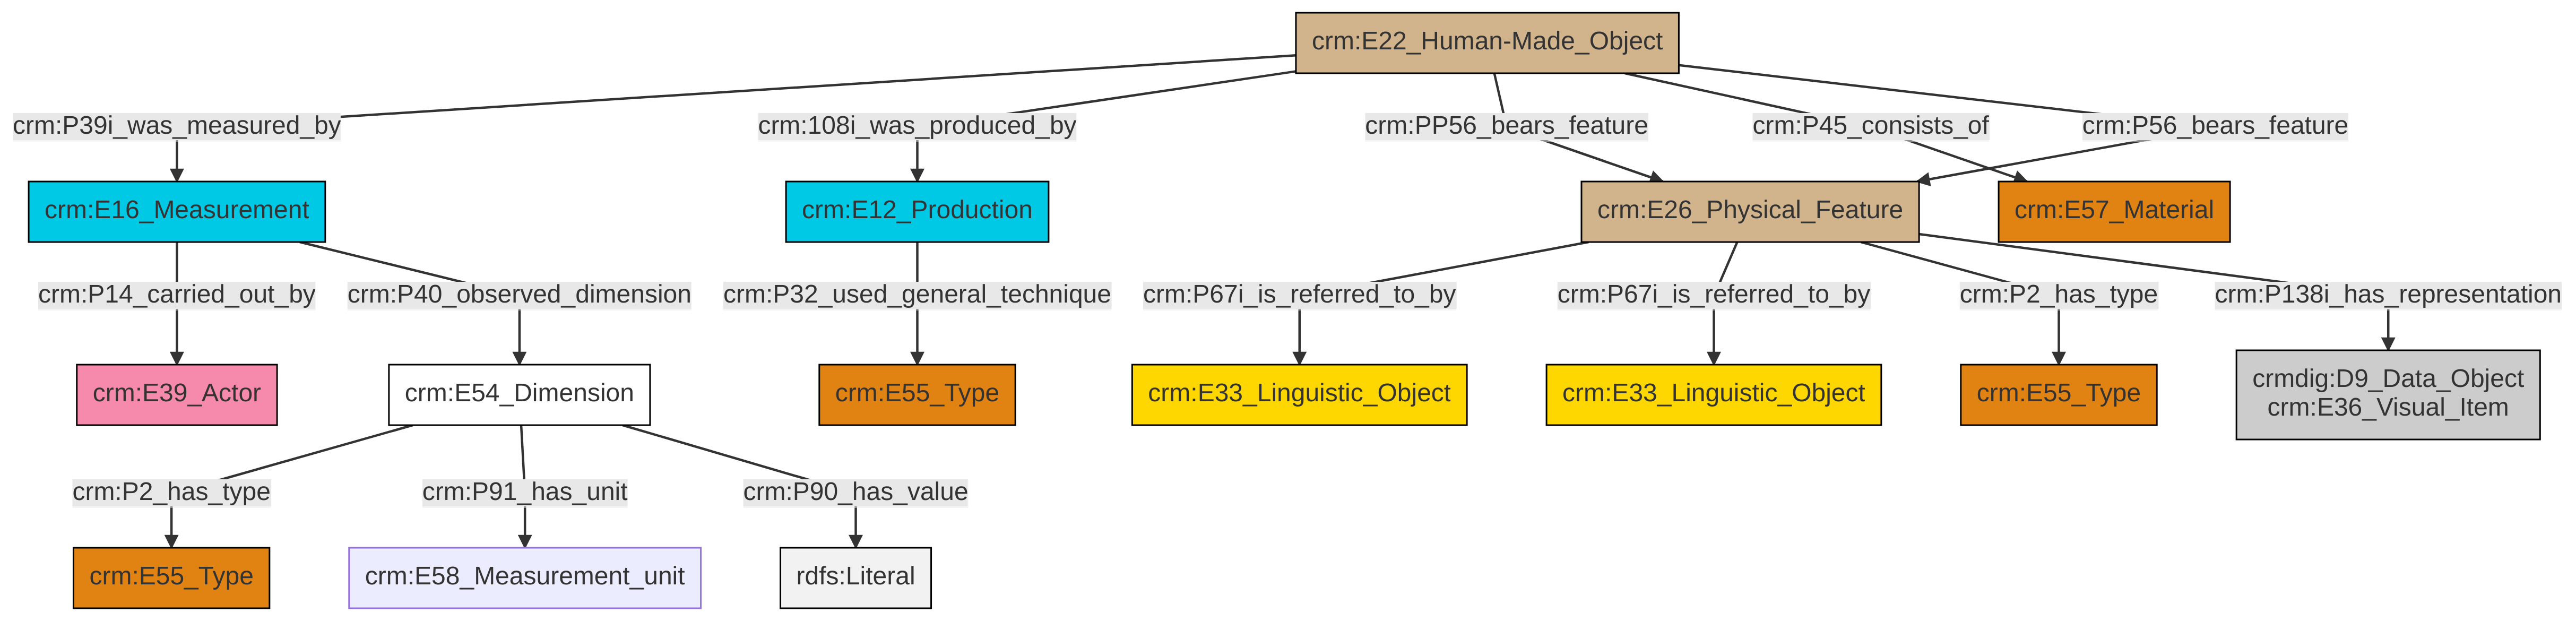 crm:E22_Human-Made_Object
crm:P39i_was_measured_by
crm:108i_was_produced_by
crm:PP56_bears_feature
crm:P45_consists_of
crm:P56_bears_feature
crm:E16_Measurement
crm:E12_Production
crm:E26_Physical_Feature
crm:E57_Material
crm:P14_carried_out_by
crm:P40_observed_dimension
crm:P32_used_general_technique
crm:P67i_is_referred_to_by
crm:P67i_is_referred_to_by
crm:P2_has_type
crm:P138i_has_representation
crm:E39_Actor
crm:E54_Dimension
crm:E55_Type
crm:E33_Linguistic_Object
crm:E33_Linguistic_Object
crm:E55_Type
crmdig:D9_Data_Object
crm:E36_Visual_Item
crm:P2_has_type
crm:P91_has_unit
crm:P90_has_value
crm:E55_Type
crm:E58_Measurement_unit
rdfs:Literal